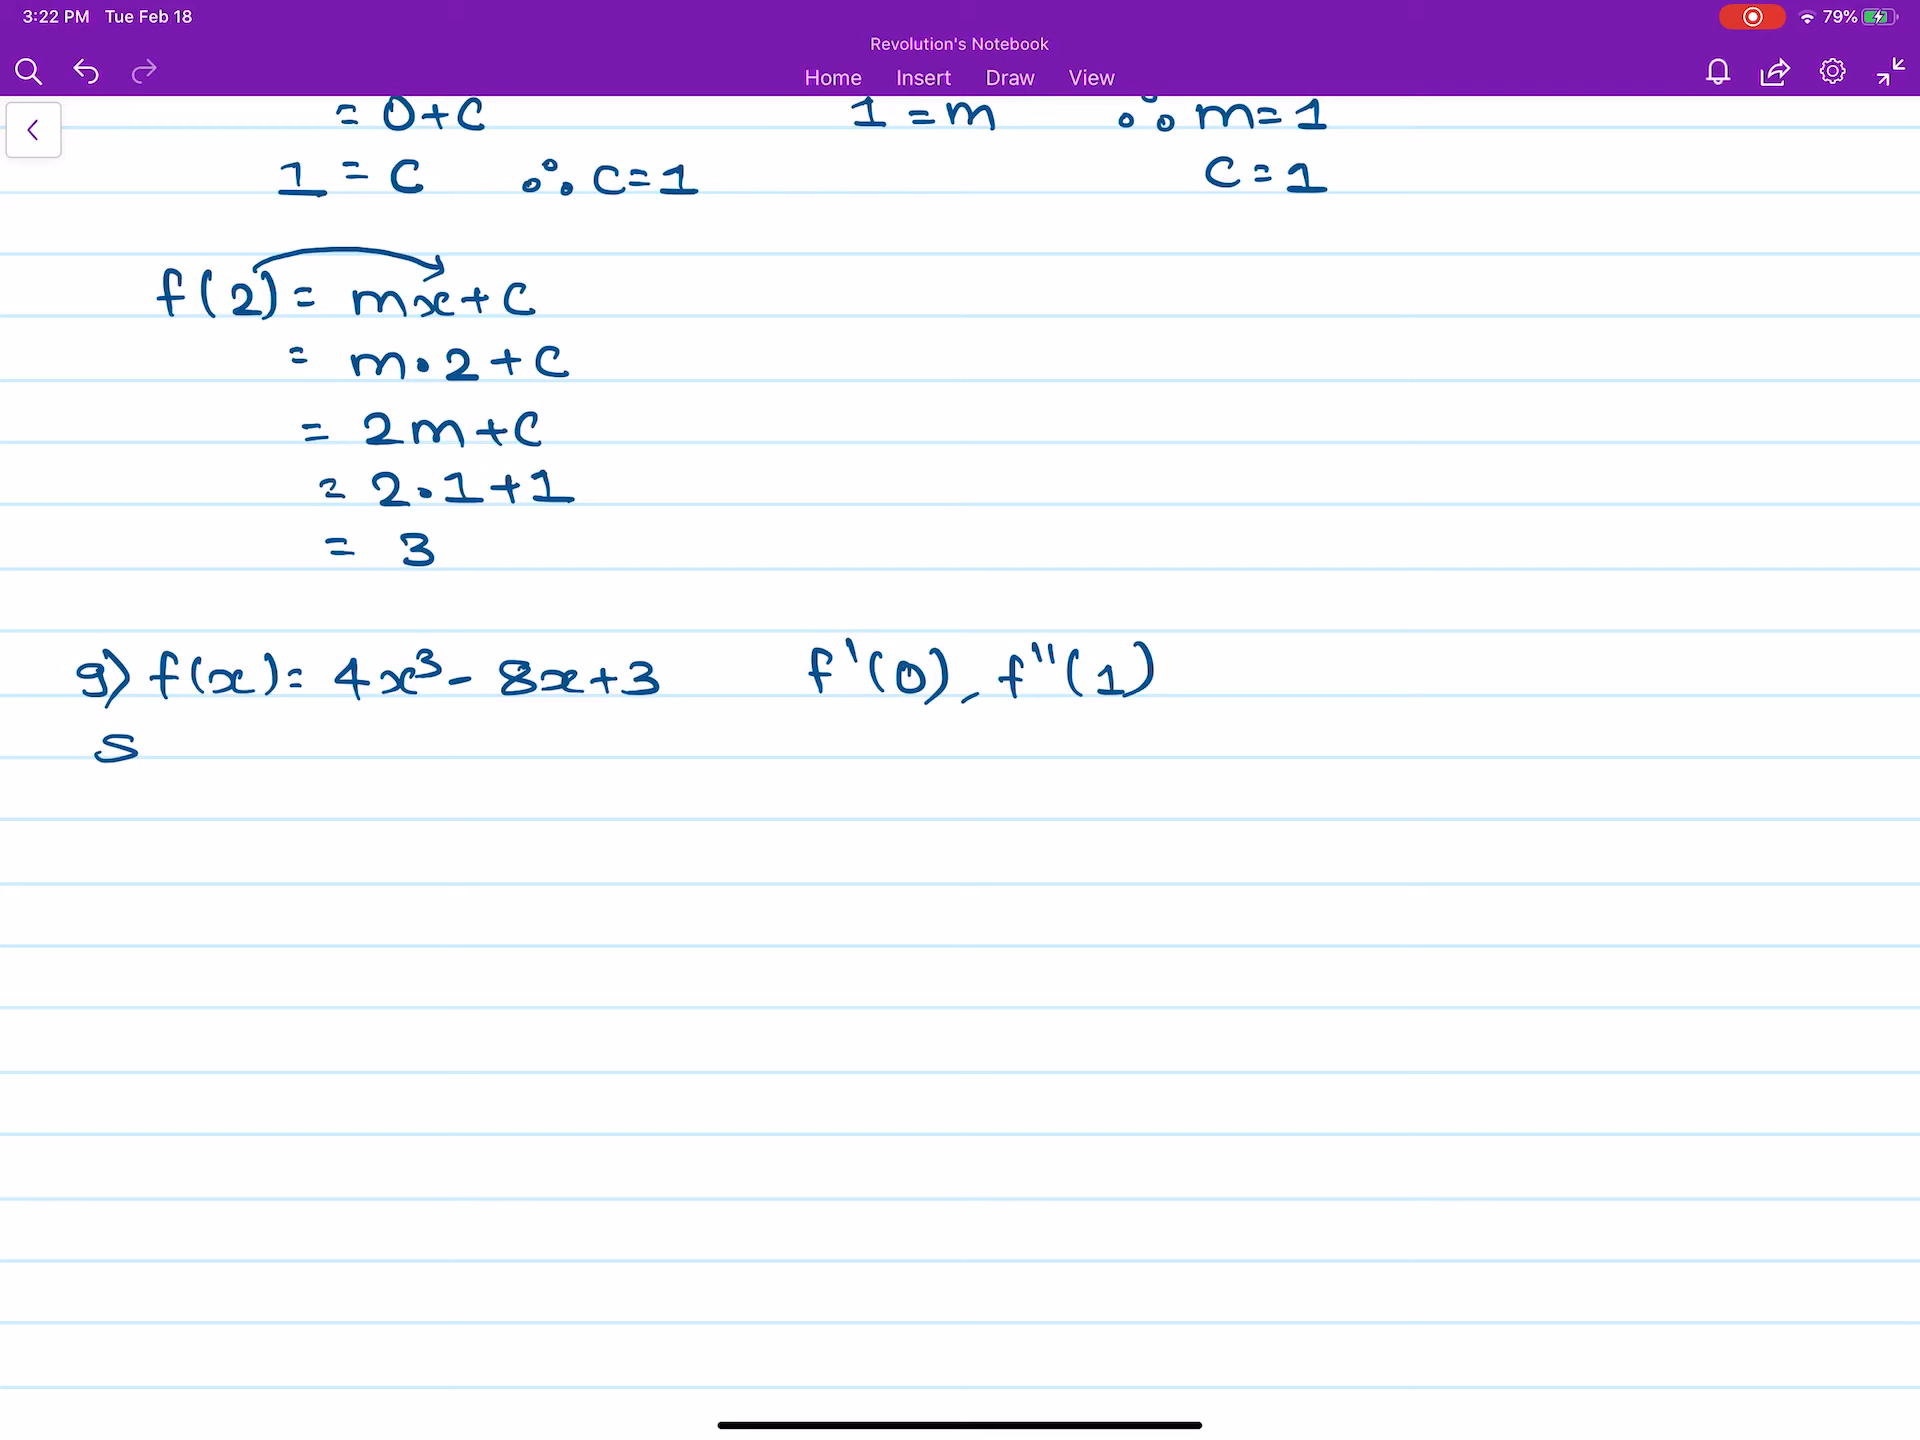 3:22 PM Tue Feb 18
79%
Revolution's Notebook
Home Insert Draw View
= 0+C 1 = m ∴ m=1
1 = C ∴ C=1 C = 1
f(2) = mx+C
= m·2+C
= 2m+C
= 2·1+1
= 3
9) f(x)= 4x³- 8x+3 f'(0), f"(1)
S